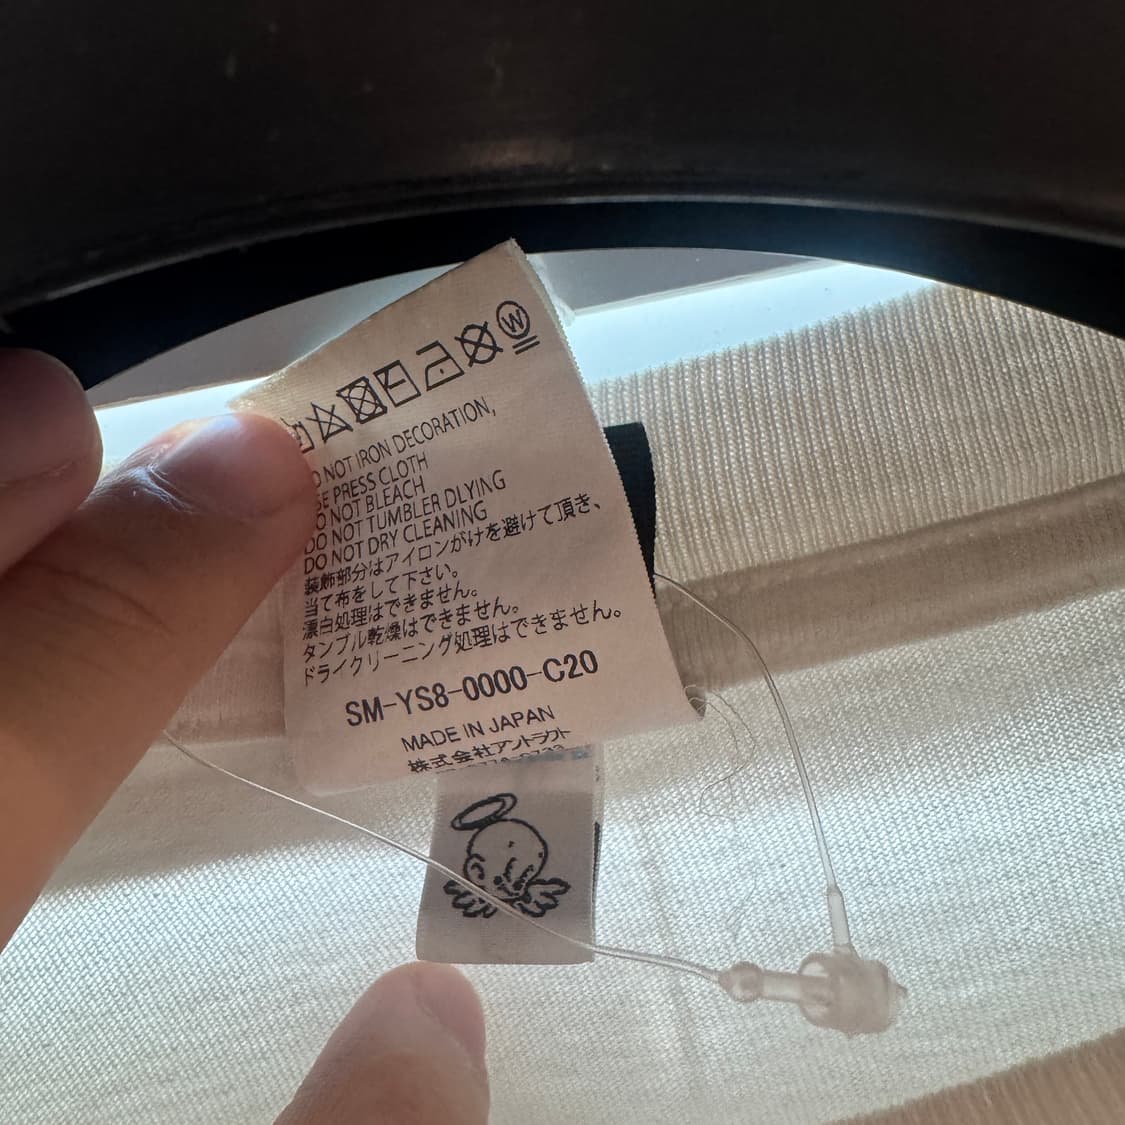 W
NOT IRON DECORATION,
PRESS CLOTH
NOT BLEACH
DO NOT TUMBLER DLYING
DO NOT DRY CLEANING
装飾部分はアイロンがけを避けて頂き、
当て布をして下さい。
漂白処理はできません。
タンブル乾燥はできません。
ドライクリーニング処理はできません。
SM-YS8-0000-C20
MADE IN JAPAN
株式会社アントラクト